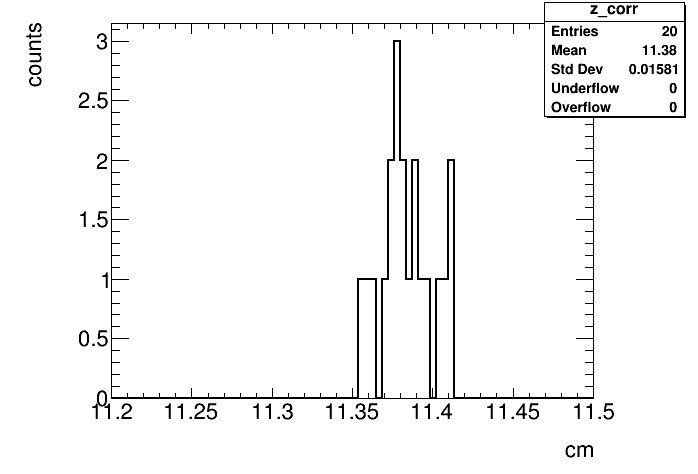 z_corr
Entries 20
Mean 11.38
Std Dev 0.01581
Underflow 0
Overflow 0
counts
3
2.5
2
1.5
1
0.5
0
11.2 11.25 11.3 11.35 11.4 11.45 11.5
cm